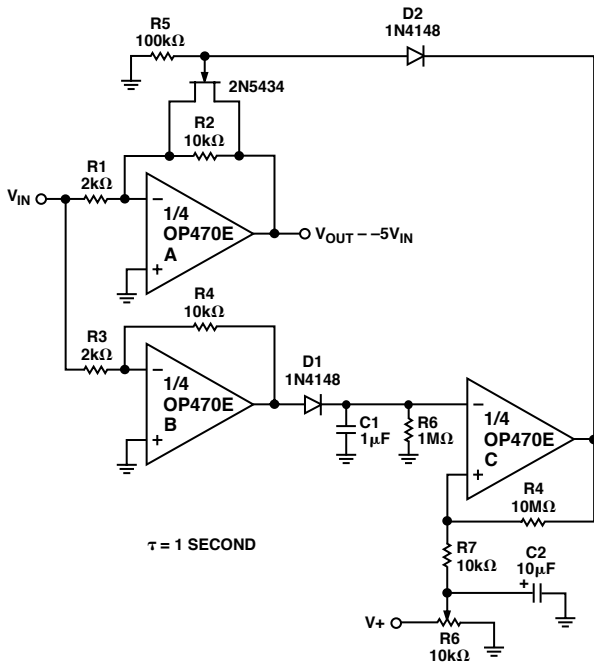 D2
1N4148
R5
100kΩ
2N5434
R2
10kΩ
R1
2kΩ
VIN
–
1/4
OP470E
A
+
VOUT – –5VIN
R4
10kΩ
R3
2kΩ
–
1/4
OP470E
B
+
D1
1N4148
C1
1μF
R6
1MΩ
–
1/4
OP470E
C
+
R4
10MΩ
τ = 1 SECOND
R7
10kΩ
C2
10μF
+
V+
R6
10kΩ